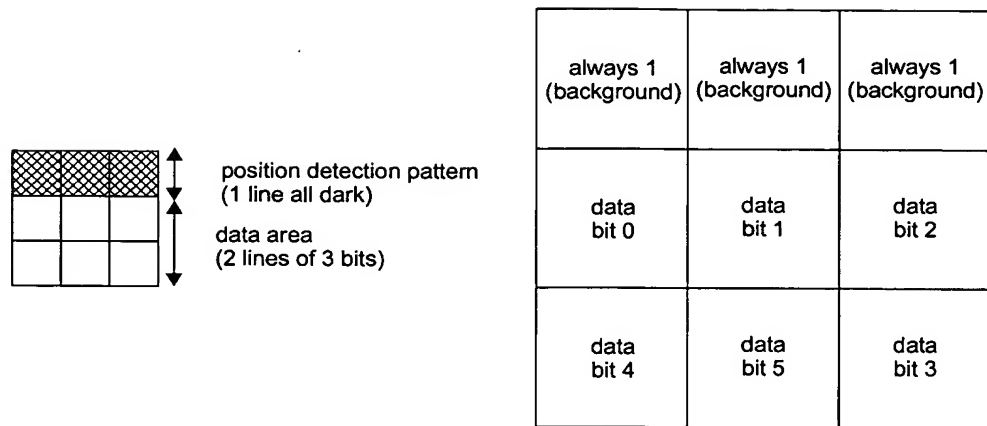 position detection pattern
(1 line all dark)
data area
(2 lines of 3 bits)
always 1
(background)
always 1
(background)
always 1
(background)
data
bit 0
data
bit 1
data
bit 2
data
bit 4
data
bit 5
data
bit 3